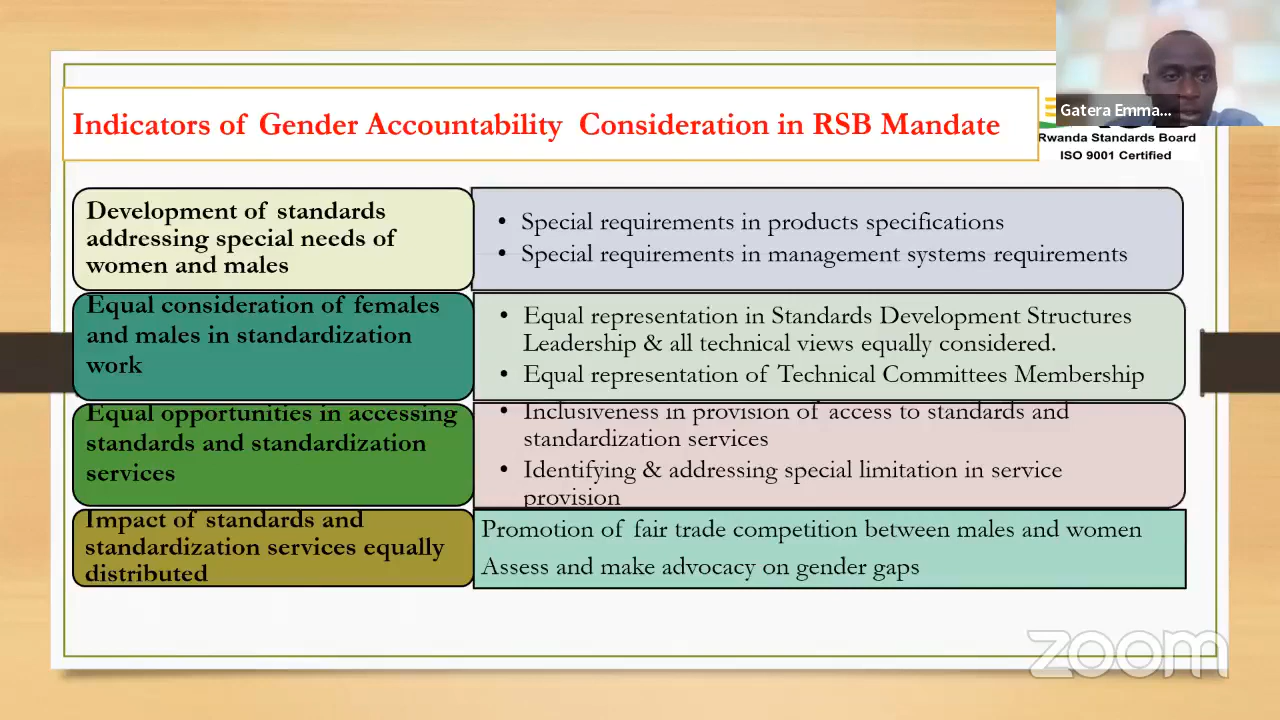 Indicators of Gender Accountability Consideration in RSB Mandate
Gatera Emma...
Rwanda Standards Board
ISO 9001 Certified
Development of standards
addressing special needs of
women and males
• Special requirements in products specifications
• Special requirements in management systems requirements
Equal consideration of females
and males in standardization
work
• Equal representation in Standards Development Structures
Leadership & all technical views equally considered.
• Equal representation of Technical Committees Membership
Equal opportunities in accessing
standards and standardization
services
• Inclusiveness in provision of access to standards and
standardization services
• Identifying & addressing special limitation in service
provision
Impact of standards and
standardization services equally
distributed
Promotion of fair trade competition between males and women
Assess and make advocacy on gender gaps
zoom